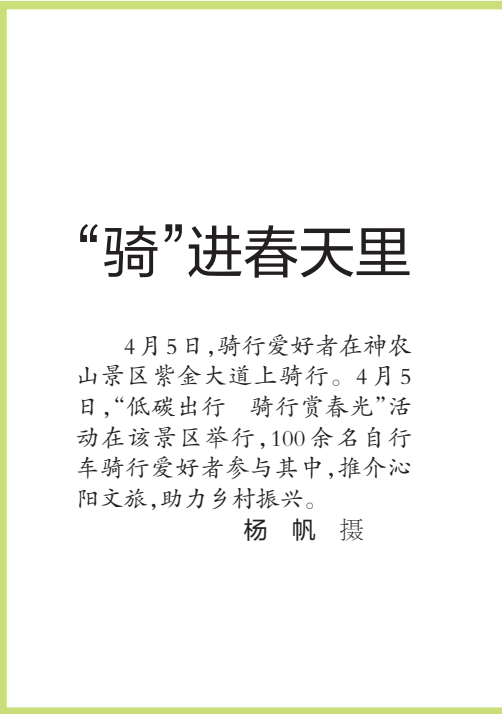 “骑”进春天里
4月5日,骑行爱好者在神农
山景区紫金大道上骑行。4月5
日,“低碳出行　骑行赏春光”活
动在该景区举行,100余名自行
车骑行爱好者参与其中,推介沁
阳文旅,助力乡村振兴。
杨　帆　摄